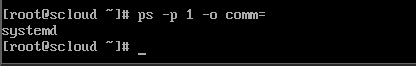 [root@scloud ~]# ps -p 1 -o comm=
systemd
[root@scloud ~]# _